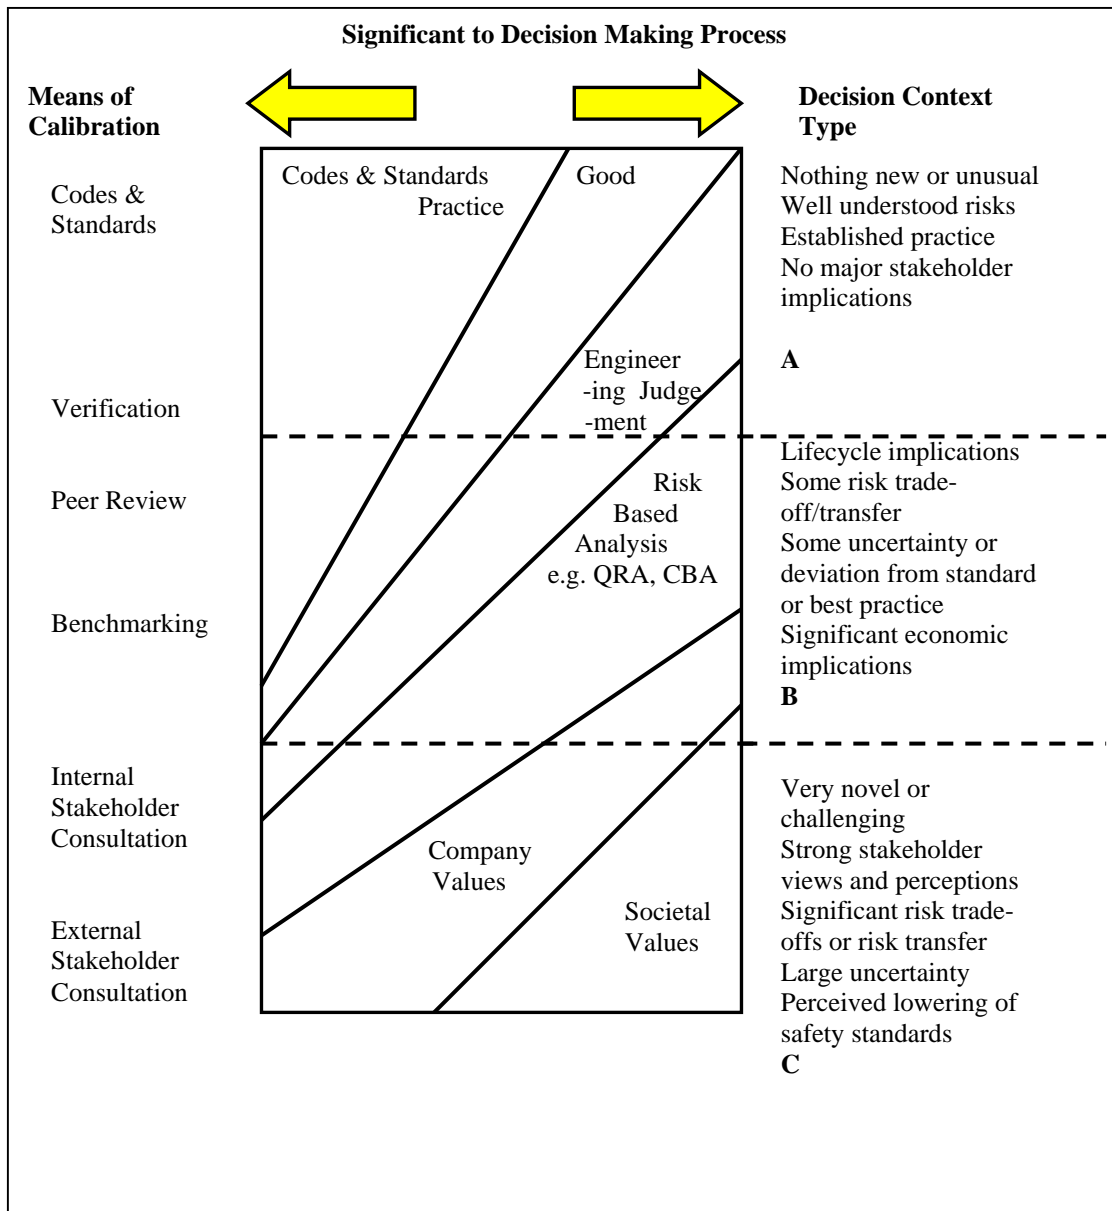 Significant to Decision Making Process
Means of
Calibration
Decision Context
Type
Codes &
Standards
Verification
Peer Review
Benchmarking
Internal
Stakeholder
Consultation
External
Stakeholder
Consultation
Codes & Standards
Good
Practice
Engineer
-ing Judge
-ment
Risk
Based
Analysis
e.g. QRA, CBA
Company
Values
Societal
Values
Nothing new or unusual
Well understood risks
Established practice
No major stakeholder
implications
A
Lifecycle implications
Some risk trade-
off/transfer
Some uncertainty or
deviation from standard
or best practice
Significant economic
implications
B
Very novel or
challenging
Strong stakeholder
views and perceptions
Significant risk trade-
offs or risk transfer
Large uncertainty
Perceived lowering of
safety standards
C